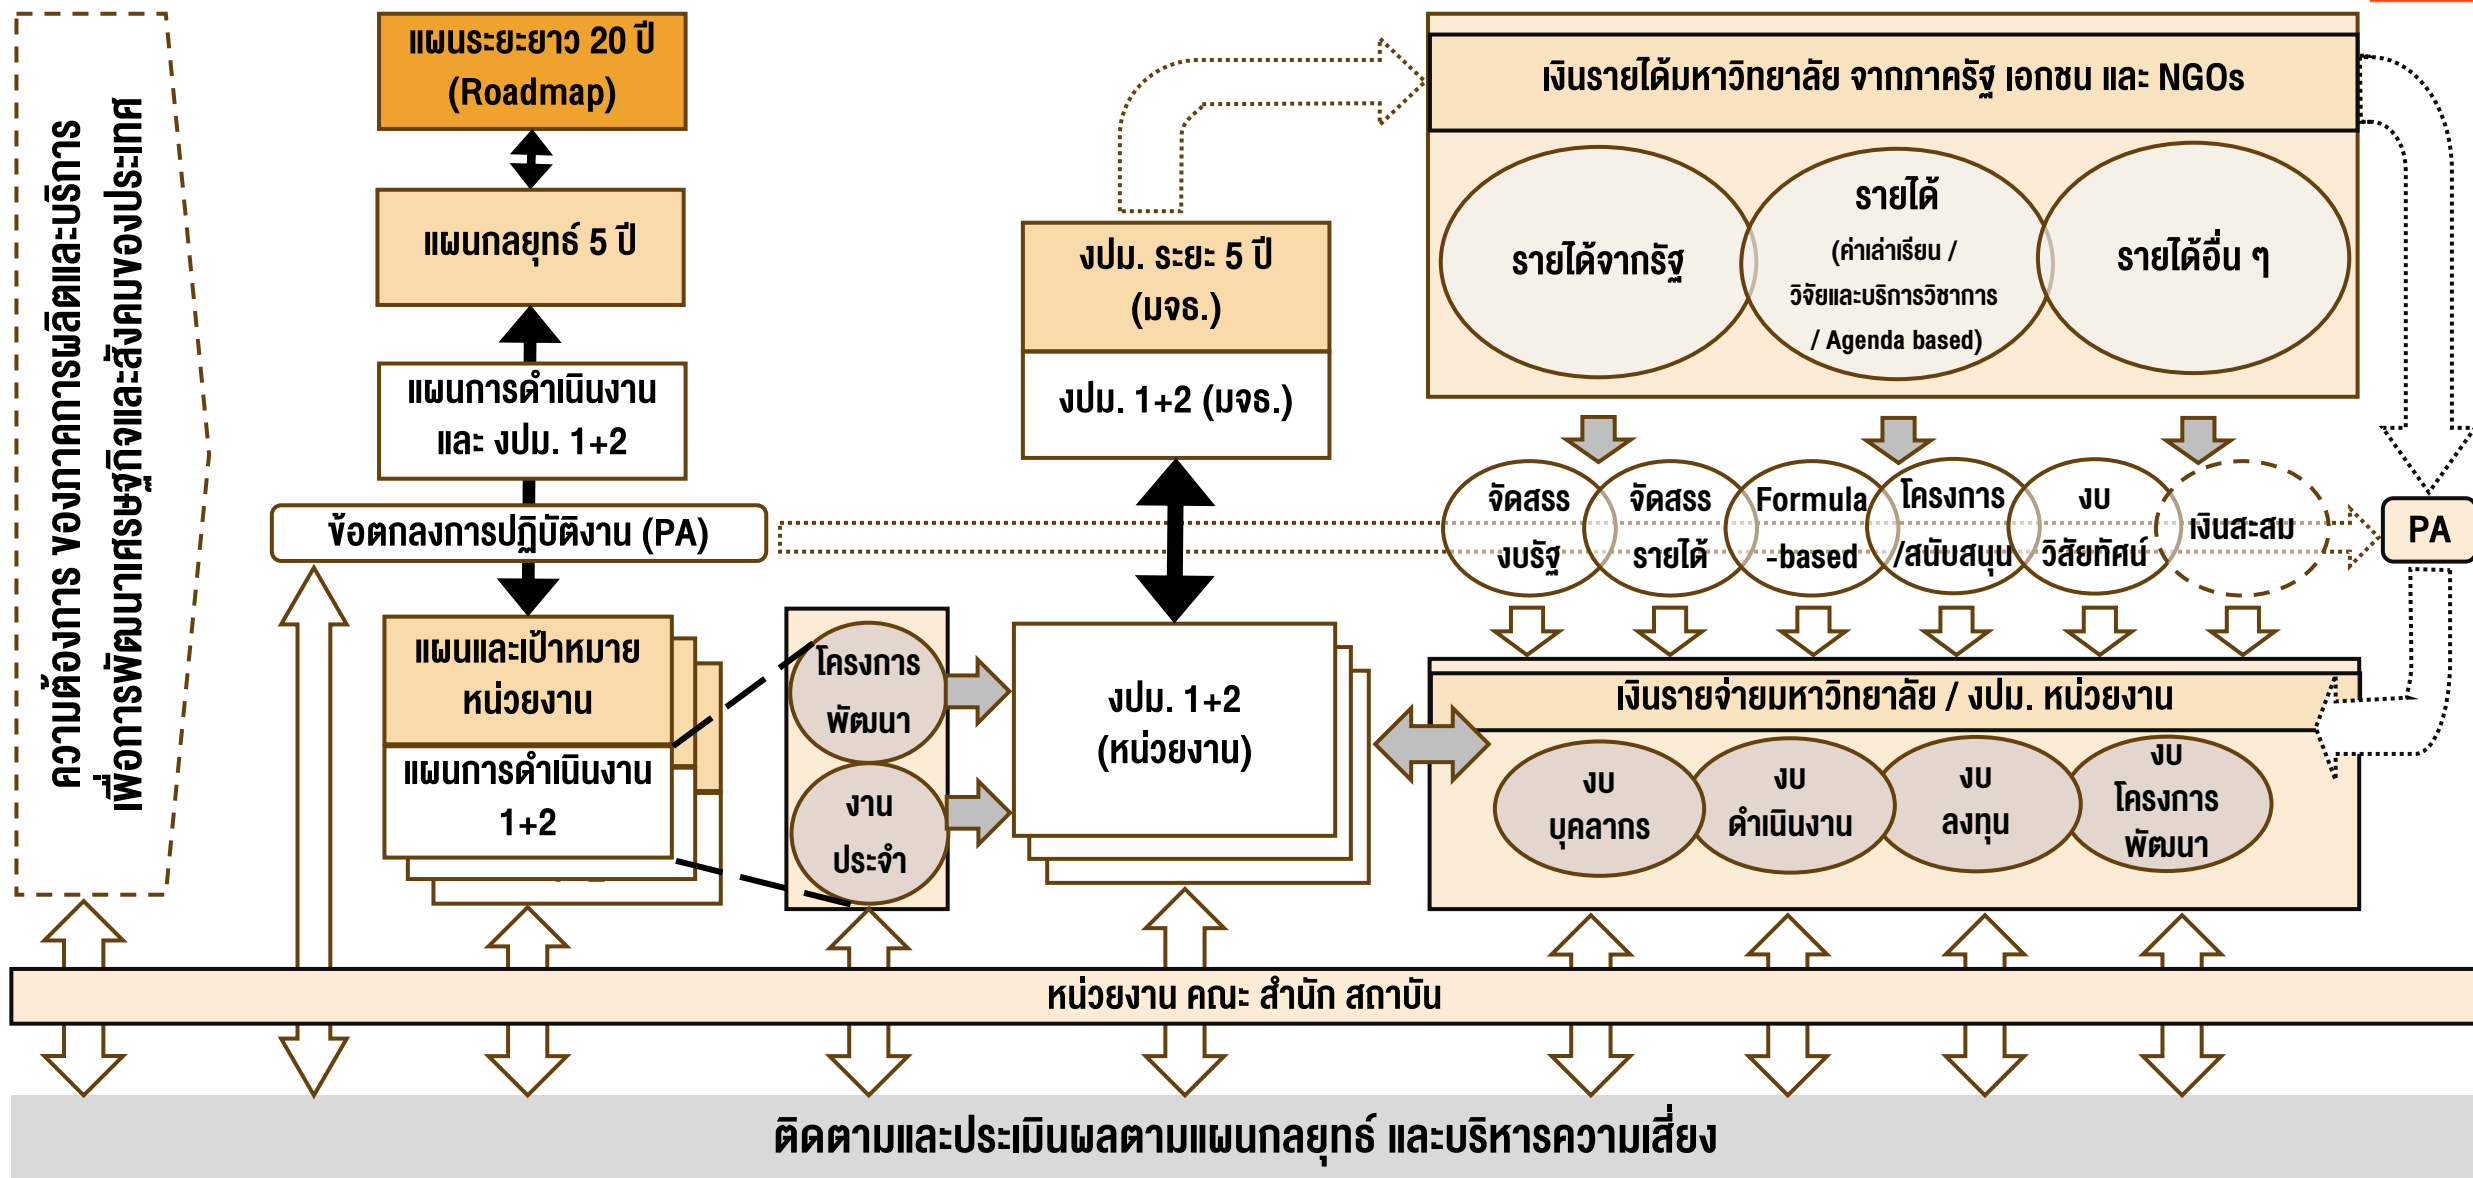 ความต้องการ ของภาคการผลิตและบริการ
เพื่อการพัฒนาเศรษฐกิจและสังคมของประเทศ
แผนระยะยาว 20 ปี
(Roadmap)
แผนกลยุทธ์ 5 ปี
แผนการดำเนินงาน
และ งปม. 1+2
ข้อตกลงการปฏิบัติงาน (PA)
แผนและเป้าหมาย
หน่วยงาน
แผนการดำเนินงาน
1+2
โครงการ
พัฒนา
งาน
ประจำ
งปม. ระยะ 5 ปี
(มจธ.)
งปม. 1+2 (มจธ.)
งปม. 1+2
(หน่วยงาน)
เงินรายได้มหาวิทยาลัย จากภาครัฐ เอกชน และ NGOs
รายได้จากรัฐ
รายได้
(ค่าเล่าเรียน /
วิจัยและบริการวิชาการ
/ Agenda based)
รายได้อื่น ๆ
จัดสรร
งบรัฐ
จัดสรร
รายได้
Formula
-based
โครงการ
/สนับสนุน
งบ
วิสัยทัศน์
เงินสะสม
PA
เงินรายจ่ายมหาวิทยาลัย / งปม. หน่วยงาน
งบ
บุคลากร
งบ
ดำเนินงาน
งบ
ลงทุน
งบ
โครงการ
พัฒนา
หน่วยงาน คณะ สำนัก สถาบัน
ติดตามและประเมินผลตามแผนกลยุทธ์ และบริหารความเสี่ยง